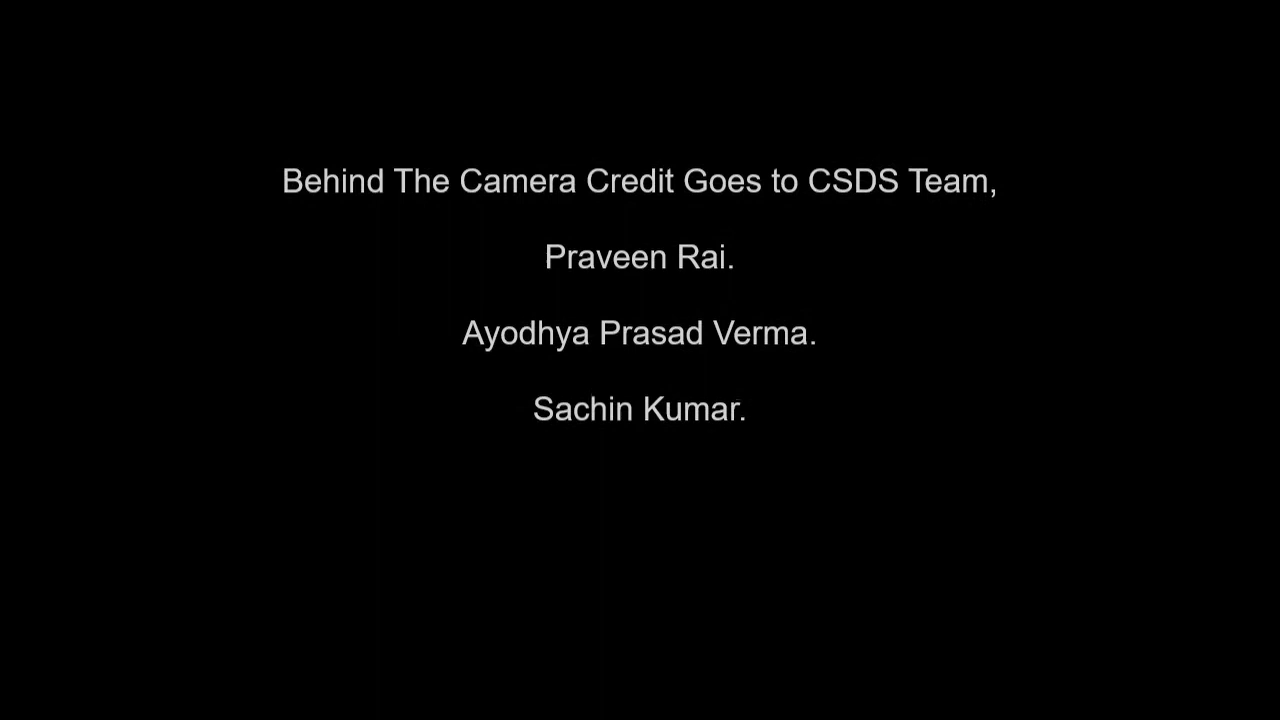 Behind The Camera Credit Goes to CSDS Team,
Praveen Rai.
Ayodhya Prasad Verma.
Sachin Kumar.